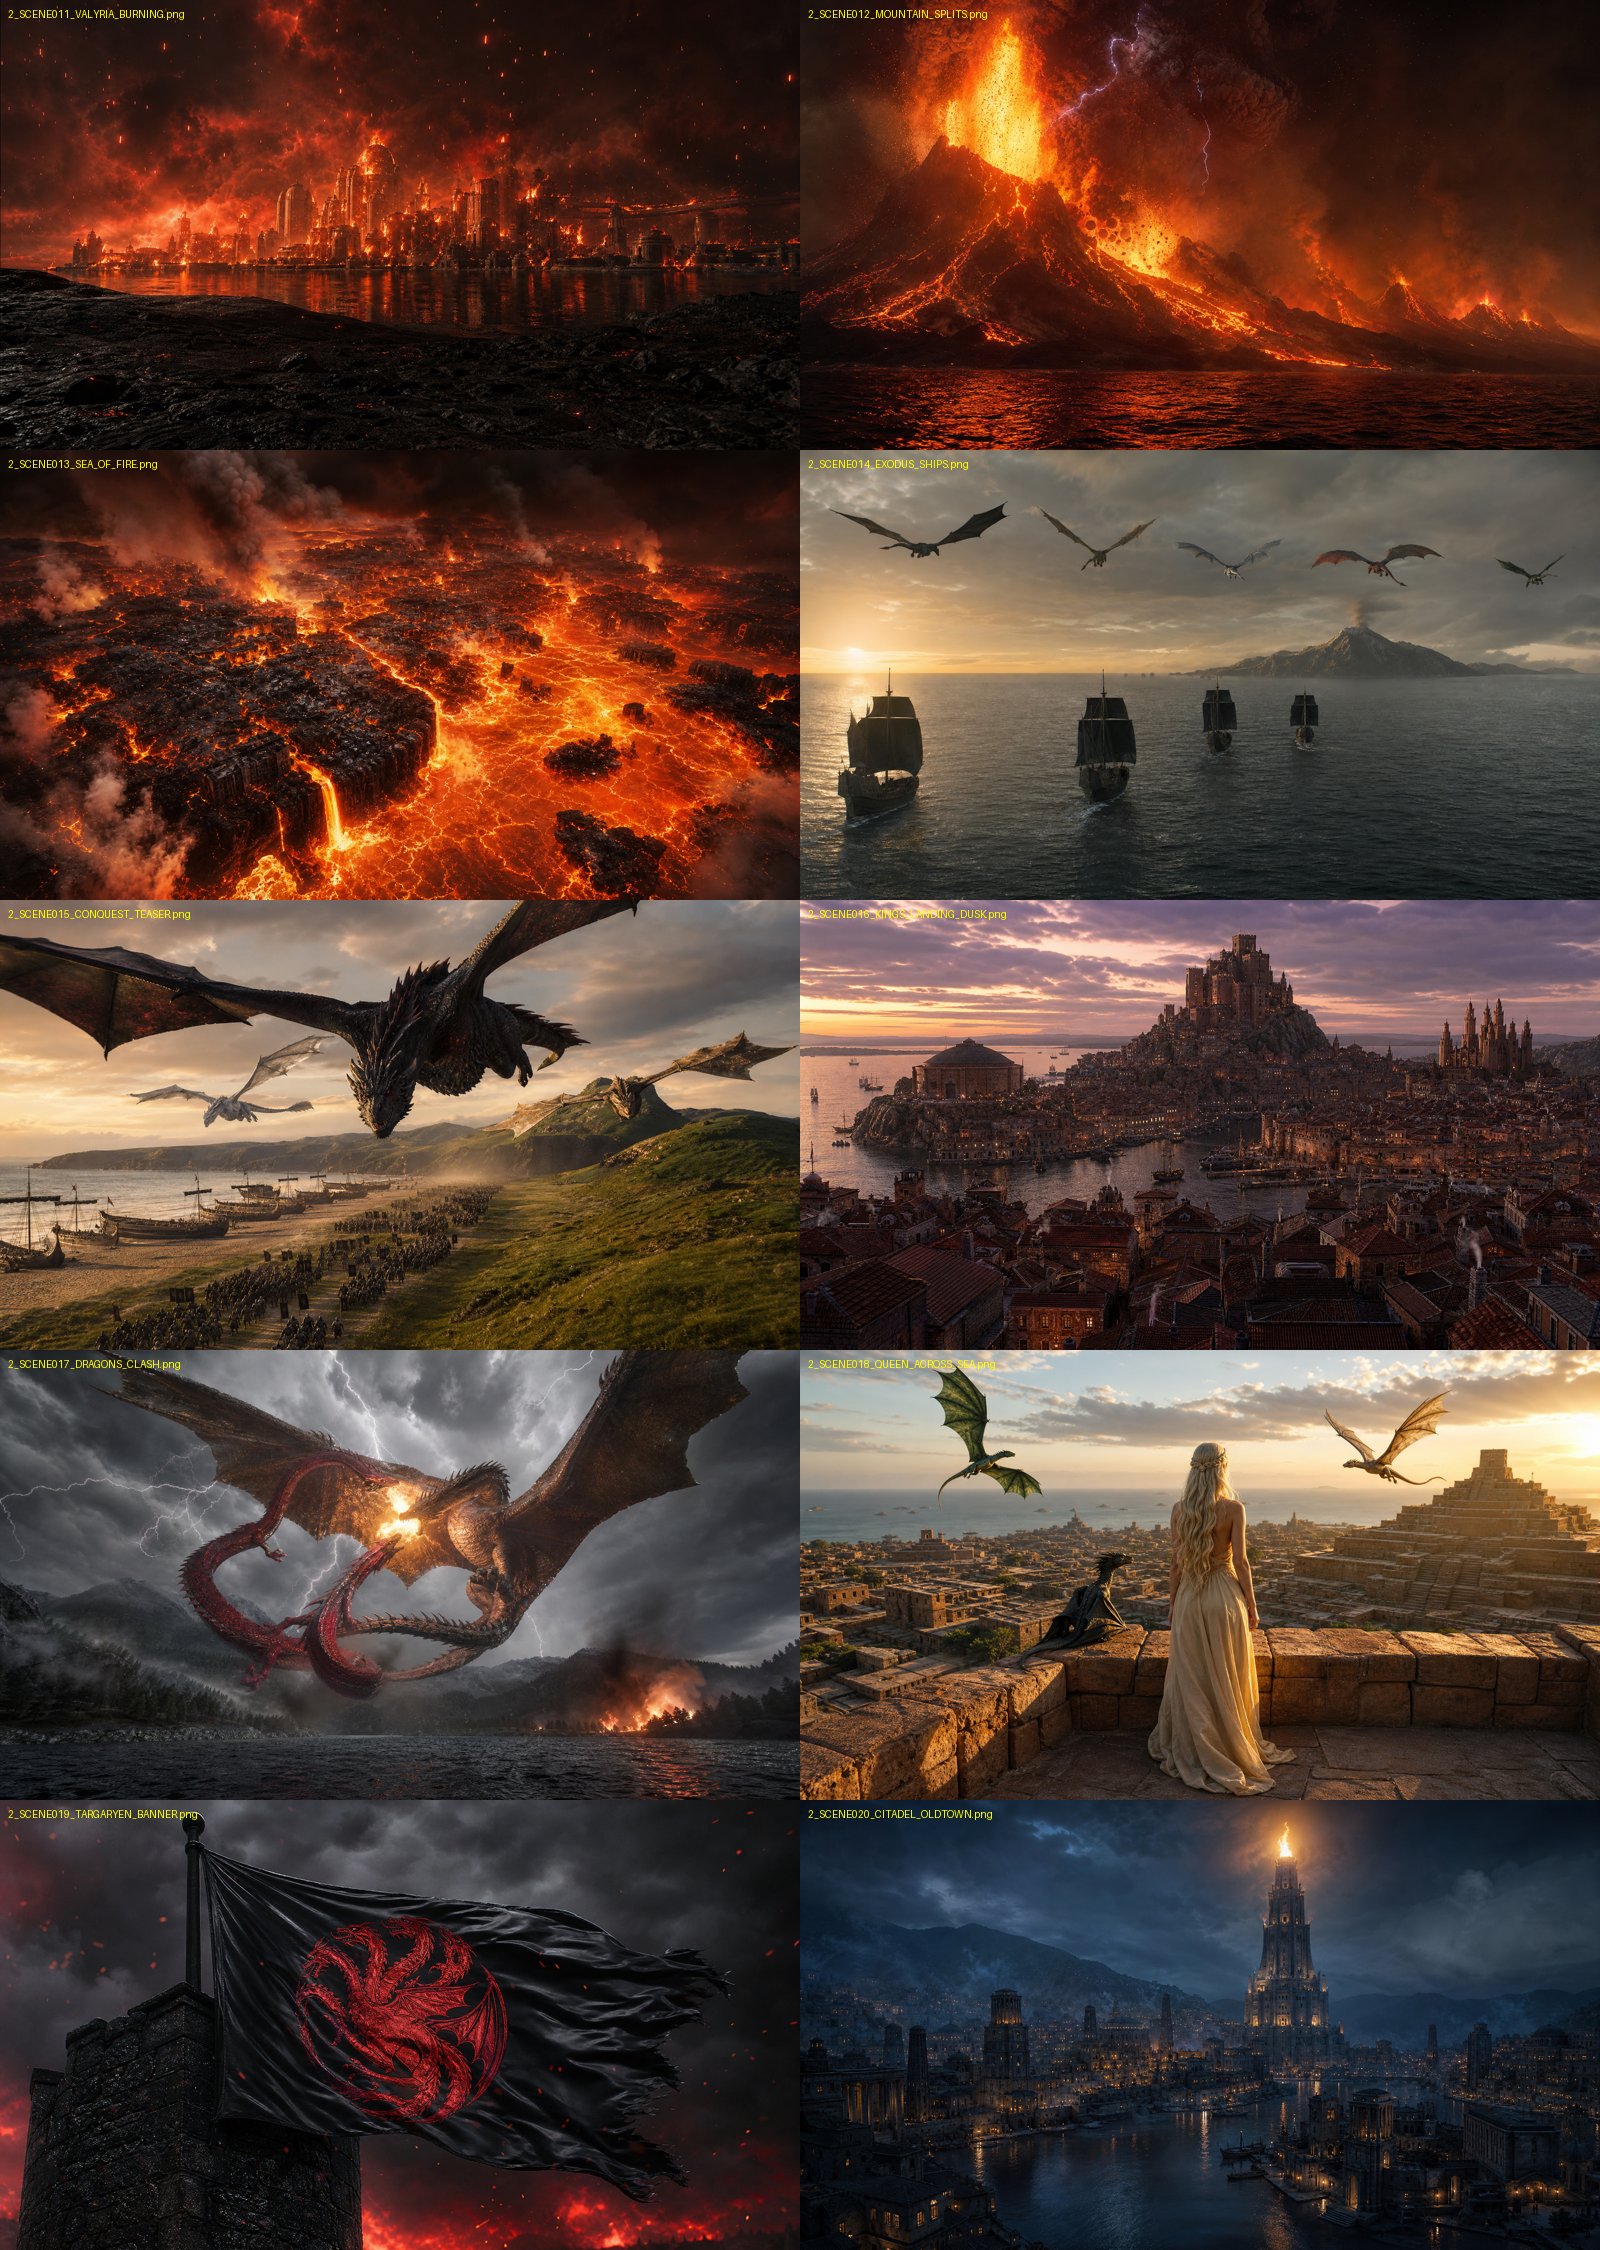 2_SCENE011_VALYRIA_BURNING.png
2_SCENE012_MOUNTAIN_SPLITS.png
2_SCENE013_SEA_OF_FIRE.png
2_SCENE014_EXODUS_SHIPS.png
2_SCENE015_CONQUEST_TEASER.png
2_SCENE016_KINGS_LANDING_DUSK.png
2_SCENE017_DRAGONS_CLASH.png
2_SCENE018_QUEEN_ACROSS_SEA.png
2_SCENE019_TARGARYEN_BANNER.png
2_SCENE020_CITADEL_OLDTOWN.png